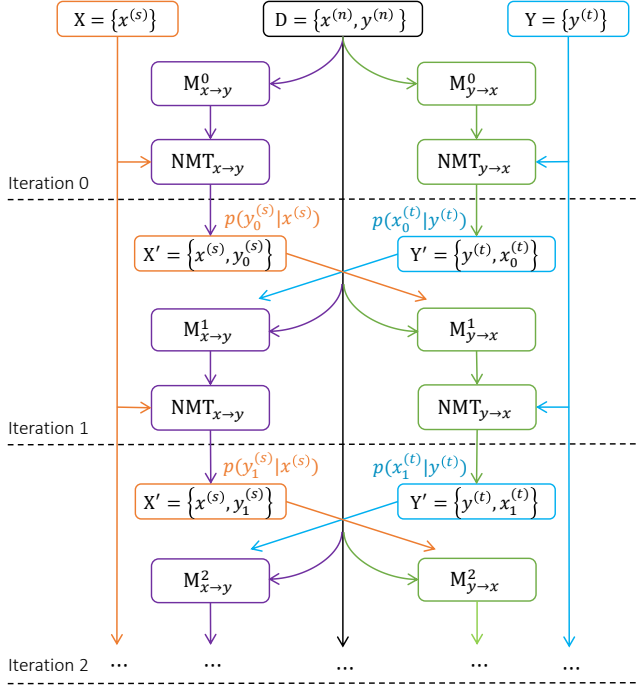 X = {x^(s)} D = {x^(n), y^(n)} Y = {y^(t)}
M^0_{x→y} M^0_{y→x}
NMT_{x→y} NMT_{y→x}
Iteration 0
p(y_0^(s)|x^(s)) p(x_0^(t)|y^(t))
X′ = {x^(s), y_0^(s)} Y′ = {y^(t), x_0^(t)}
M^1_{x→y} M^1_{y→x}
NMT_{x→y} NMT_{y→x}
Iteration 1
p(y_1^(s)|x^(s)) p(x_1^(t)|y^(t))
X′ = {x^(s), y_1^(s)} Y′ = {y^(t), x_1^(t)}
M^2_{x→y} M^2_{y→x}
Iteration 2 ... ... ... ... ...